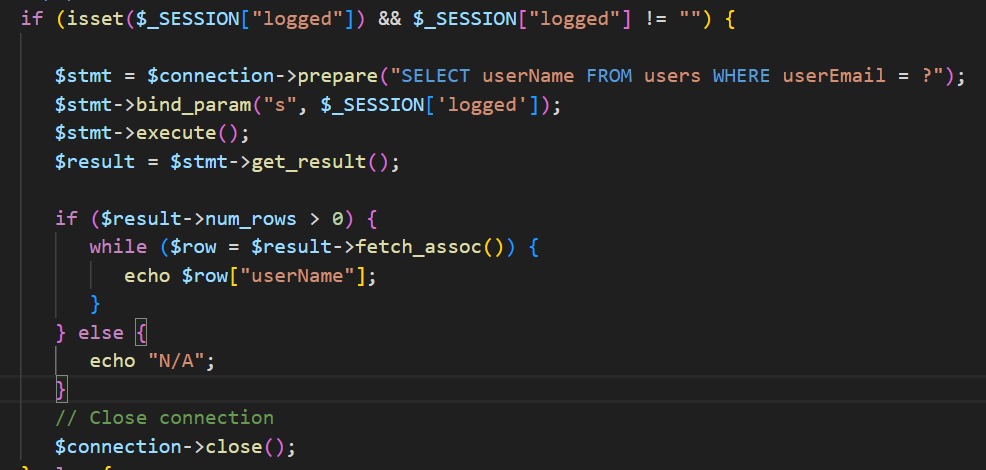 if (isset($_SESSION["logged"]) && $_SESSION["logged"] != "") {
$stmt = $connection->prepare("SELECT userName FROM users WHERE userEmail = ?");
$stmt->bind_param("s", $_SESSION['logged']);
$stmt->execute();
$result = $stmt->get_result();
if ($result->num_rows > 0) {
while ($row = $result->fetch_assoc()) {
echo $row["userName"];
}
} else {
echo "N/A";
}
// Close connection
$connection->close();